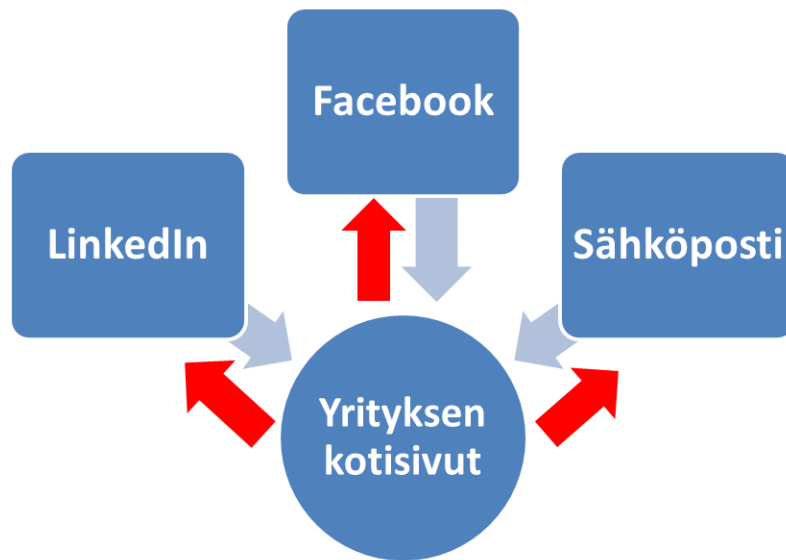 Facebook
LinkedIn
Sähköposti
Yrityksen
kotisivut